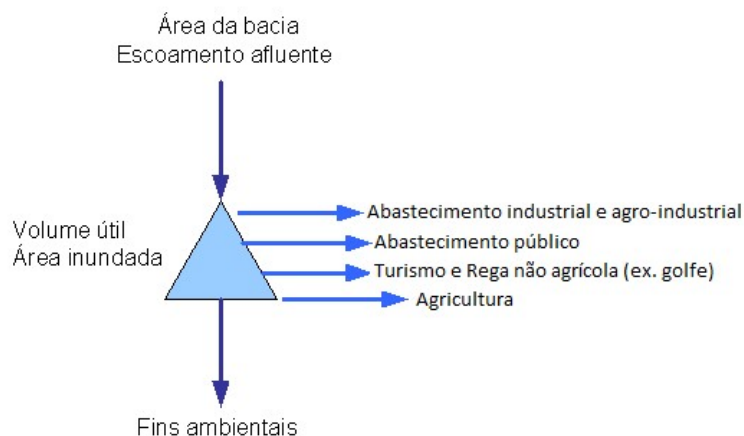 Área da bacia
Escoamento afluente
Abastecimento industrial e agro-industrial
Volume útil
Abastecimento público
Área inundada
Turismo e Rega não agrícola (ex. golfe)
Agricultura
Fins ambientais